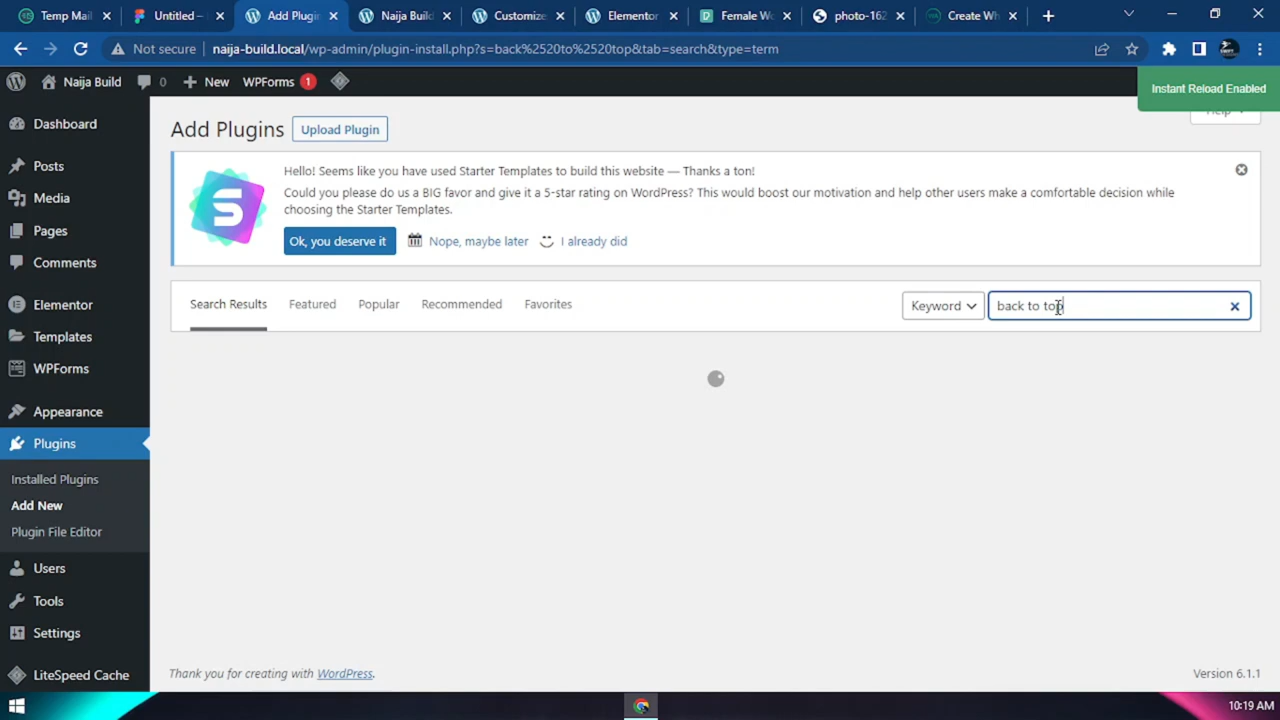 Temp Mail
Untitled –
Add Plugin
Naija Build
Customize
Elementor
Female Wo
photo-162
Create Wh
Not secure
naija-build.local/wp-admin/plugin-install.php?s=back%2520to%2520top&tab=search&type=term
Naija Build
0
New
WPForms
1
Instant Reload Enabled
Help
Dashboard
Posts
Media
Pages
Comments
Elementor
Templates
WPForms
Appearance
Plugins
Installed Plugins
Add New
Plugin File Editor
Users
Tools
Settings
LiteSpeed Cache
Add Plugins
Upload Plugin
Hello! Seems like you have used Starter Templates to build this website — Thanks a ton!
Could you please do us a BIG favor and give it a 5-star rating on WordPress? This would boost our motivation and help other users make a comfortable decision while
choosing the Starter Templates.
Ok, you deserve it
Nope, maybe later
I already did
Search Results
Featured
Popular
Recommended
Favorites
Keyword
back to top
Thank you for creating with WordPress.
Version 6.1.1
10:19 AM